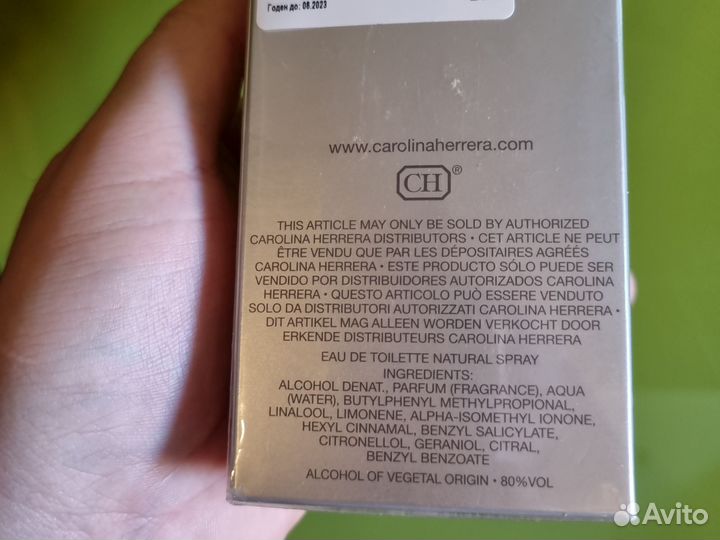 Годен до: 08.2023
www.carolinaherrera.com
CH®
THIS ARTICLE MAY ONLY BE SOLD BY AUTHORIZED
CAROLINA HERRERA DISTRIBUTORS • CET ARTICLE NE PEUT
ÊTRE VENDU QUE PAR LES DÉPOSITAIRES AGRÉÉS
CAROLINA HERRERA • ESTE PRODUCTO SÓLO PUEDE SER
VENDIDO POR DISTRIBUIDORES AUTORIZADOS CAROLINA
HERRERA • QUESTO ARTICOLO PUÒ ESSERE VENDUTO
SOLO DA DISTRIBUTORI AUTORIZZATI CAROLINA HERRERA •
DIT ARTIKEL MAG ALLEEN WORDEN VERKOCHT DOOR
ERKENDE DISTRIBUTEURS CAROLINA HERRERA
EAU DE TOILETTE NATURAL SPRAY
INGREDIENTS:
ALCOHOL DENAT., PARFUM (FRAGRANCE), AQUA
(WATER), BUTYLPHENYL METHYLPROPIONAL,
LINALOOL, LIMONENE, ALPHA-ISOMETHYL IONONE,
HEXYL CINNAMAL, BENZYL SALICYLATE,
CITRONELLOL, GERANIOL, CITRAL,
BENZYL BENZOATE
ALCOHOL OF VEGETAL ORIGIN • 80%VOL
Avito